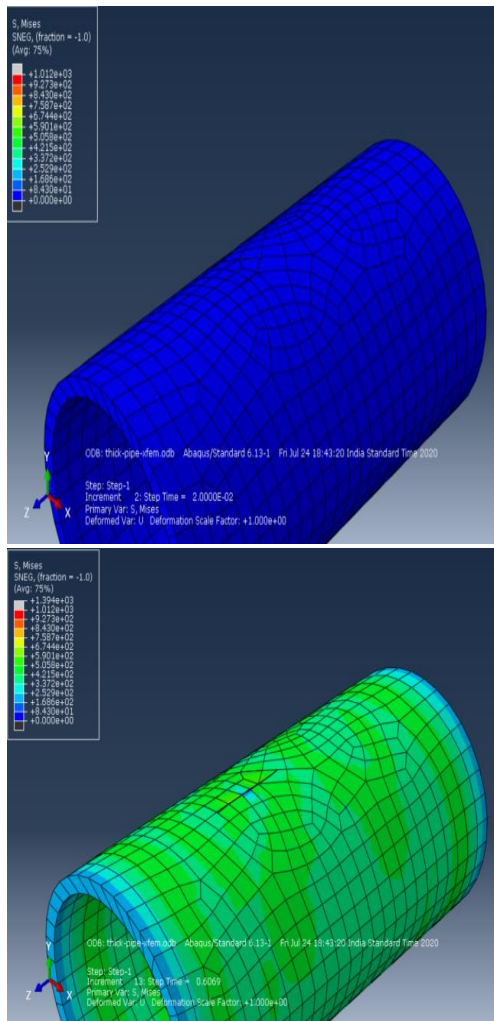 S, Mises
SNEG, (fraction = -1.0)
(Avg: 75%)
+1.012e+03
+9.273e+02
+8.430e+02
+7.587e+02
+6.744e+02
+5.901e+02
+5.058e+02
+4.215e+02
+3.372e+02
+2.529e+02
+1.686e+02
+8.430e+01
+0.000e+00
Y
Z
X
ODB: thick-pipe-xfem.odb Abaqus/Standard 6.13-1 Fri Jul 24 18:43:20 India Standard Time 2020
Step: Step-1
Increment 2: Step Time = 2.0000E-02
Primary Var: S, Mises
Deformed Var: U Deformation Scale Factor: +1.000e+00
S, Mises
SNEG, (fraction = -1.0)
(Avg: 75%)
+1.394e+03
+1.012e+03
+9.273e+02
+8.430e+02
+7.587e+02
+6.744e+02
+5.901e+02
+5.058e+02
+4.215e+02
+3.372e+02
+2.529e+02
+1.686e+02
+8.430e+01
+0.000e+00
Y
Z
X
ODB: thick-pipe-xfem.odb Abaqus/Standard 6.13-1 Fri Jul 24 18:43:20 India Standard Time 2020
Step: Step-1
Increment 13: Step Time = 0.6069
Primary Var: S, Mises
Deformed Var: U Deformation Scale Factor: +1.000e+00